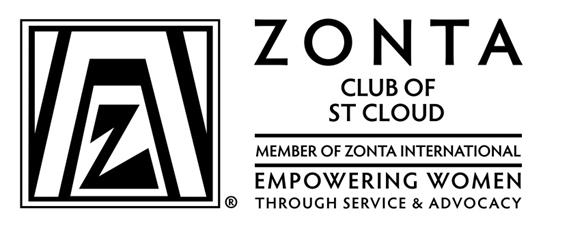 Z
®
ZONTA
CLUB OF
ST CLOUD
MEMBER OF ZONTA INTERNATIONAL
EMPOWERING WOMEN
THROUGH SERVICE & ADVOCACY